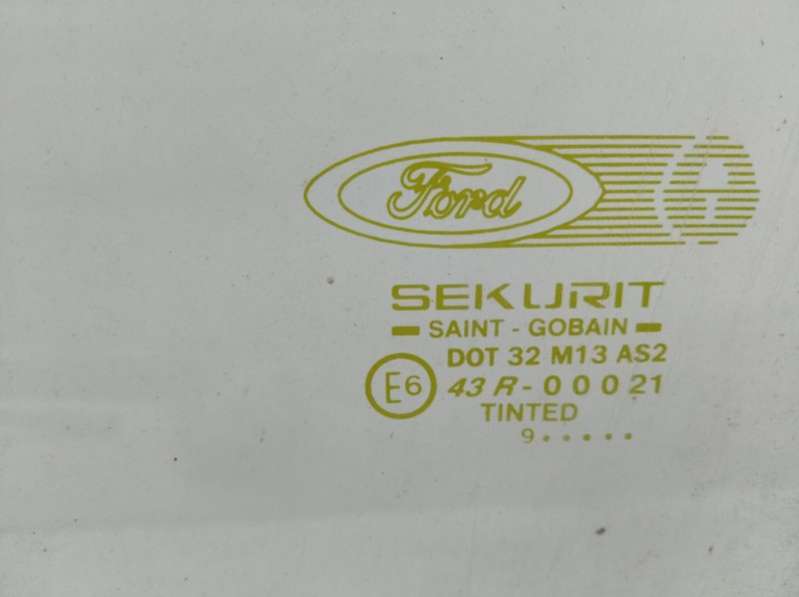 Ford
SEKURIT
SAINT - GOBAIN
DOT 32 M13 AS2
E6 43 R - 0 0 0 21
TINTED
9.....